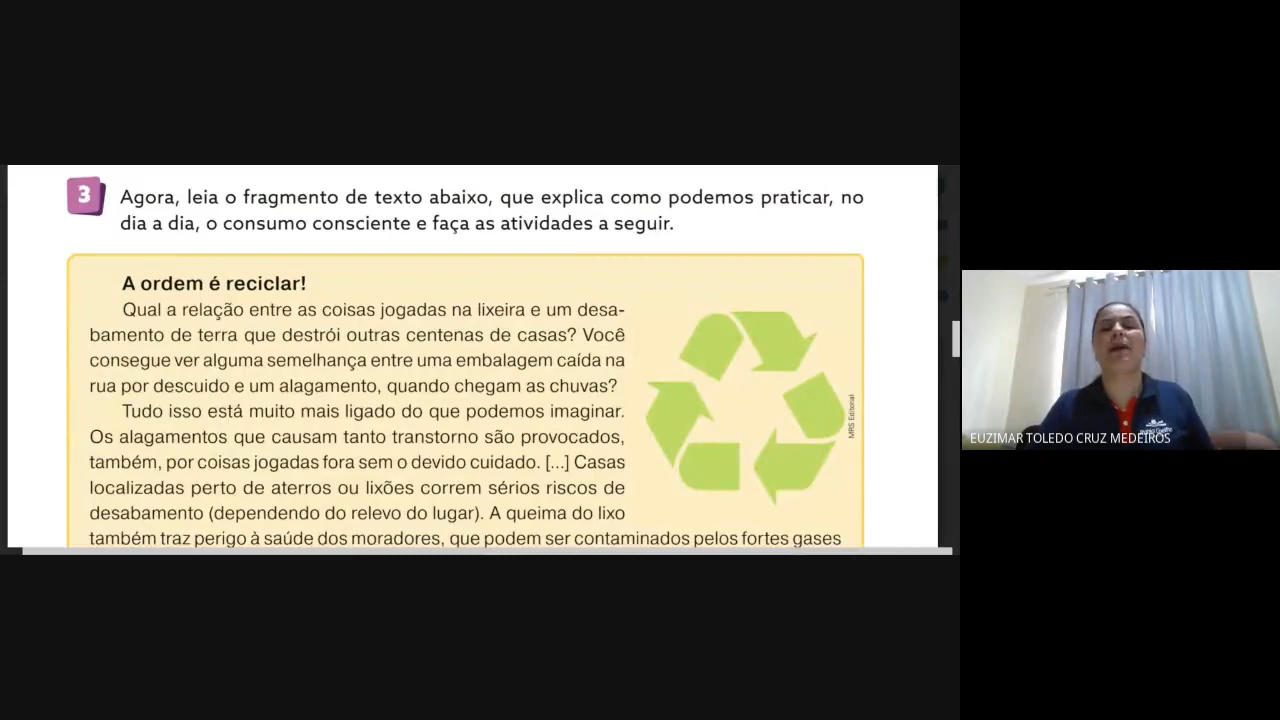 3
Agora, leia o fragmento de texto abaixo, que explica como podemos praticar, no
dia a dia, o consumo consciente e faça as atividades a seguir.
A ordem é reciclar!
Qual a relação entre as coisas jogadas na lixeira e um desa-
bamento de terra que destrói outras centenas de casas? Você
consegue ver alguma semelhança entre uma embalagem caída na
rua por descuido e um alagamento, quando chegam as chuvas?
Tudo isso está muito mais ligado do que podemos imaginar.
Os alagamentos que causam tanto transtorno são provocados,
também, por coisas jogadas fora sem o devido cuidado. [...] Casas
localizadas perto de aterros ou lixões correm sérios riscos de
desabamento (dependendo do relevo do lugar). A queima do lixo
também traz perigo à saúde dos moradores, que podem ser contaminados pelos fortes gases
MRS Editorial
EUZIMAR TOLEDO CRUZ MEDEIROS